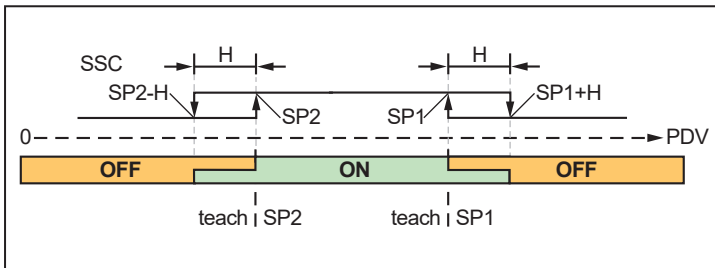 H H
SSC
SP2-H SP2 SP1 SP1+H
0 PDV
OFF ON OFF
teach SP2 teach SP1